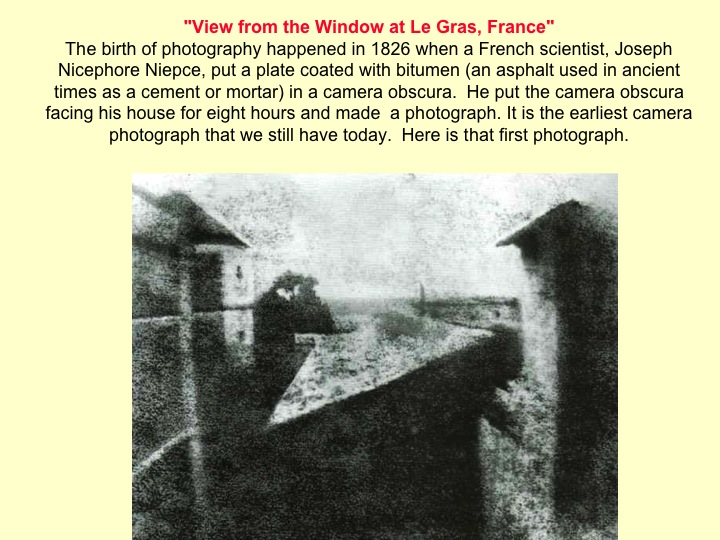 "View from the Window at Le Gras, France"
The birth of photography happened in 1826 when a French scientist, Joseph
Nicephore Niepce, put a plate coated with bitumen (an asphalt used in ancient
times as a cement or mortar) in a camera obscura.  He put the camera obscura
facing his house for eight hours and made  a photograph. It is the earliest camera
photograph that we still have today.  Here is that first photograph.